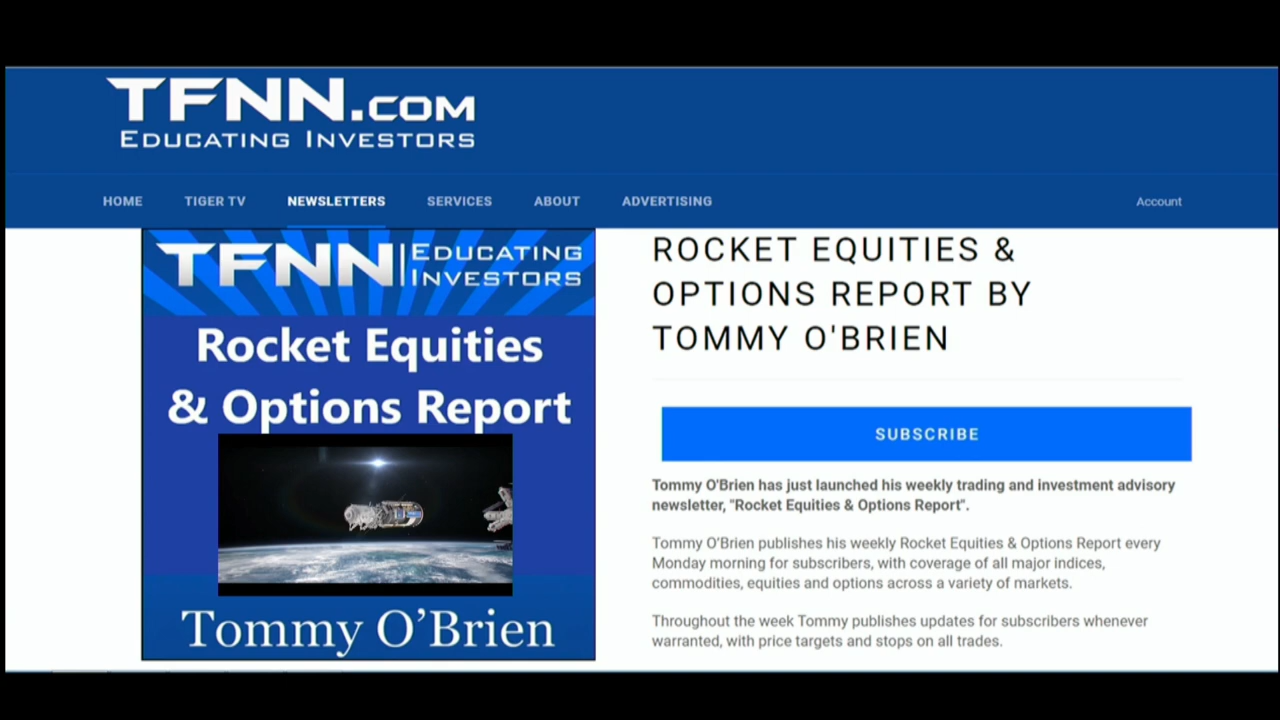 TFNN.COM
EDUCATING INVESTORS
HOME TIGER TV NEWSLETTERS SERVICES ABOUT ADVERTISING Account
TFNN EDUCATING
INVESTORS
Rocket Equities
& Options Report
Tommy O’Brien
ROCKET EQUITIES &
OPTIONS REPORT BY
TOMMY O'BRIEN
SUBSCRIBE
Tommy O'Brien has just launched his weekly trading and investment advisory
newsletter, "Rocket Equities & Options Report".
Tommy O’Brien publishes his weekly Rocket Equities & Options Report every
Monday morning for subscribers, with coverage of all major indices,
commodities, equities and options across a variety of markets.
Throughout the week Tommy publishes updates for subscribers whenever
warranted, with price targets and stops on all trades.